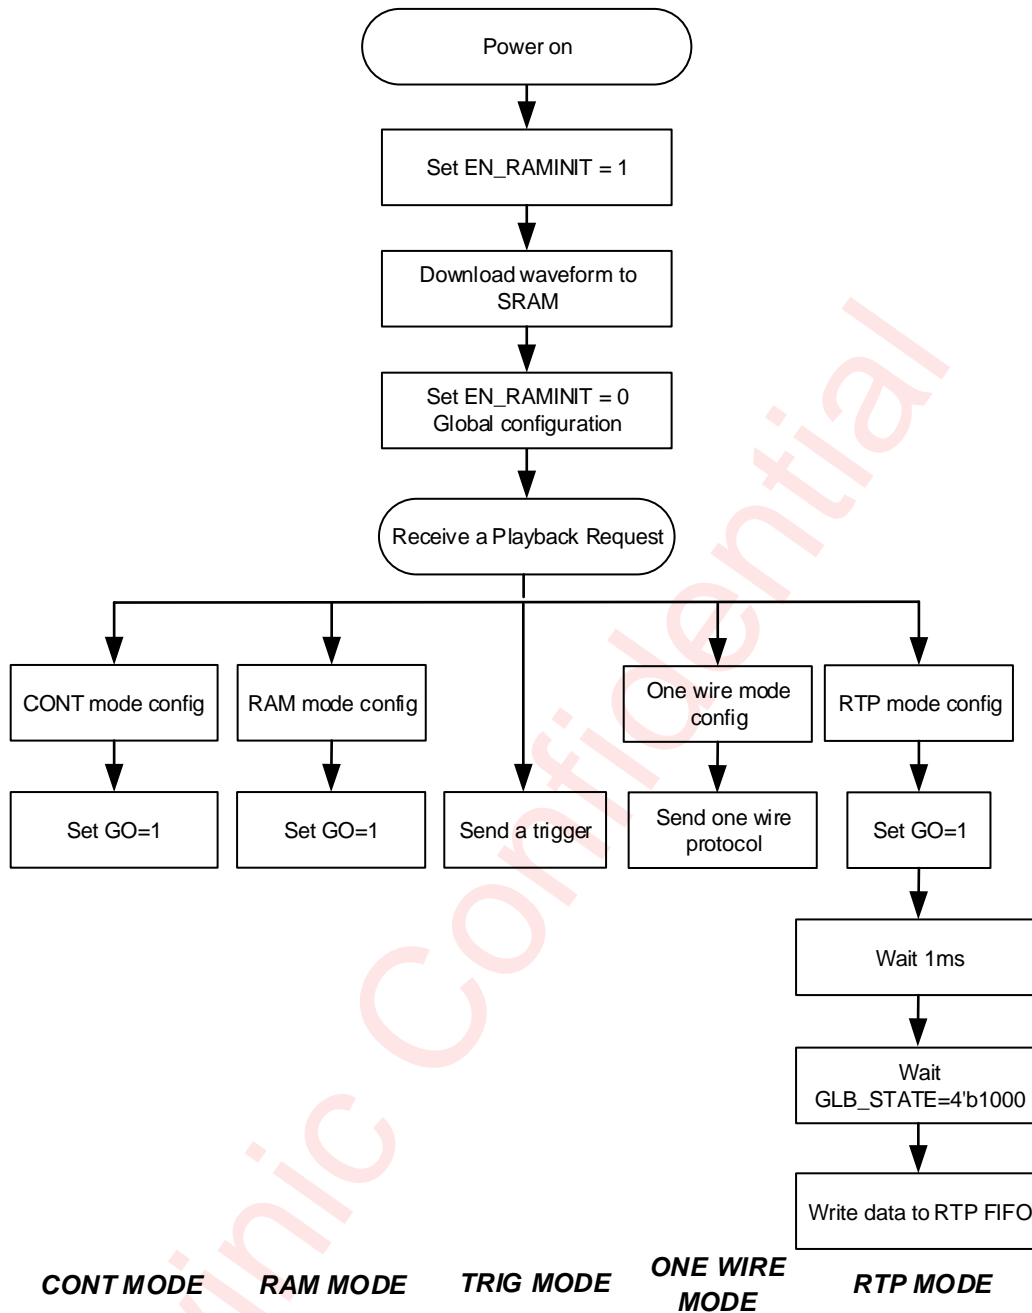 Power on
Set EN_RAMINIT = 1
Download waveform to
SRAM
Set EN_RAMINIT = 0
Global configuration
Receive a Playback Request
CONT mode config
RAM mode config
One wire mode
config
RTP mode config
Set GO=1
Set GO=1
Send a trigger
Send one wire
protocol
Set GO=1
Wait 1ms
Wait
GLB_STATE=4'b1000
Write data to RTP FIFO
CONT MODE
RAM MODE
TRIG MODE
ONE WIRE
MODE
RTP MODE
inic Confidential